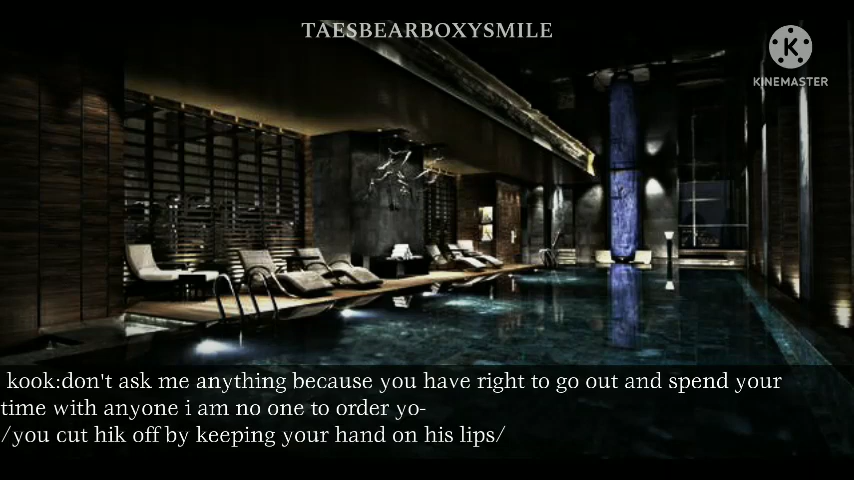 TAESBEARBOXYSMILE
KINEMASTER
kook:don't ask me anything because you have right to go out and spend your
time with anyone i am no one to order yo-
/you cut hik off by keeping your hand on his lips/